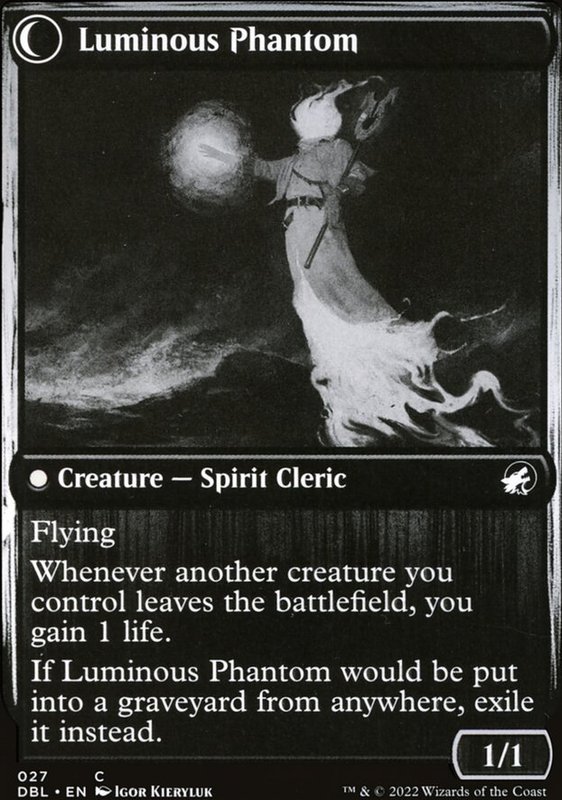 Luminous Phantom
Creature — Spirit Cleric
Flying
Whenever another creature you
control leaves the battlefield, you
gain 1 life.
If Luminous Phantom would be put
into a graveyard from anywhere, exile
it instead.
1/1
027 C
DBL • EN Igor Kieryluk
™ & © 2022 Wizards of the Coast